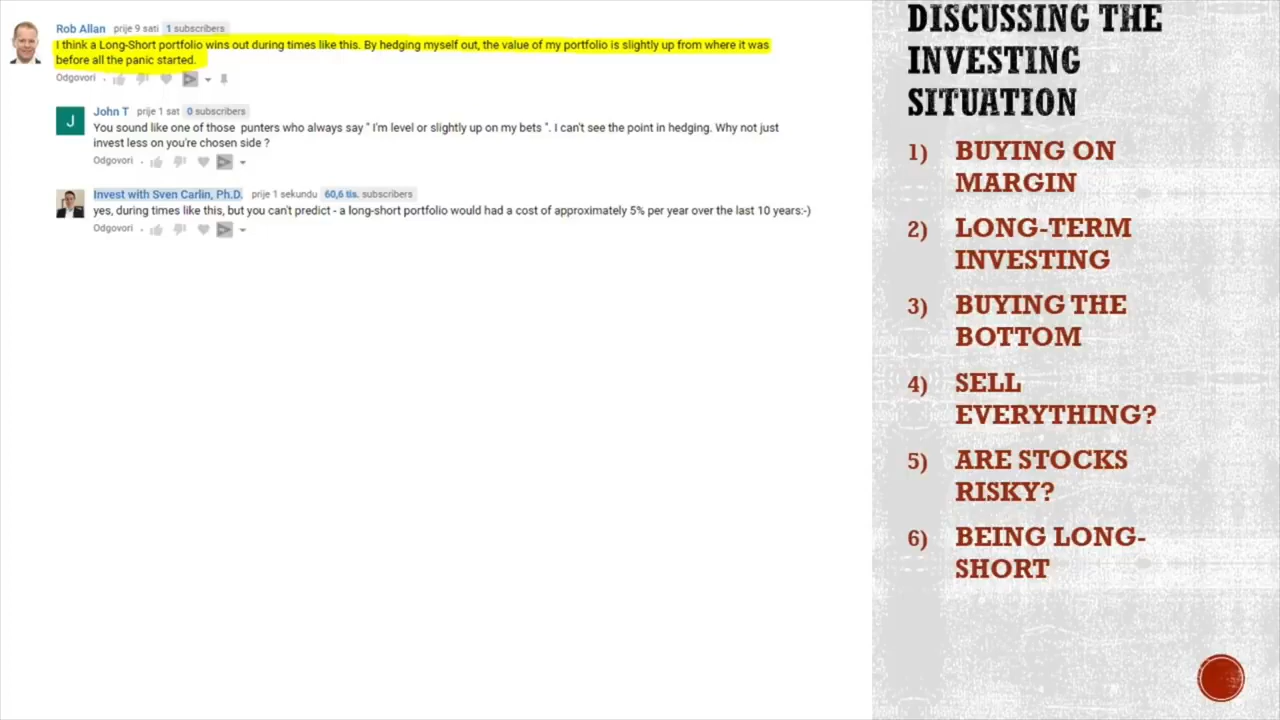 Rob Allan prije 9 sati 1 subscribers
I think a Long-Short portfolio wins out during times like this. By hedging myself out, the value of my portfolio is slightly up from where it was
before all the panic started.
Odgovori
J
John T prije 1 sat 0 subscribers
You sound like one of those punters who always say " I'm level or slightly up on my bets ". I can't see the point in hedging. Why not just
invest less on you're chosen side ?
Odgovori
Invest with Sven Carlin, Ph.D. prije 1 sekundu 60,6 tis. subscribers
yes, during times like this, but you can't predict - a long-short portfolio would had a cost of approximately 5% per year over the last 10 years:-)
Odgovori
DISCUSSING THE
INVESTING
SITUATION
1) BUYING ON
MARGIN
2) LONG-TERM
INVESTING
3) BUYING THE
BOTTOM
4) SELL
EVERYTHING?
5) ARE STOCKS
RISKY?
6) BEING LONG-
SHORT